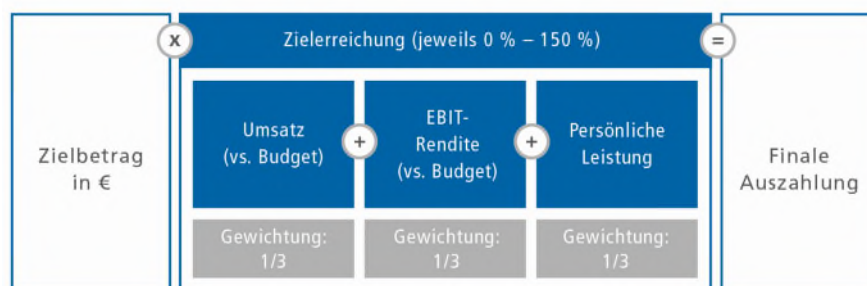 x
Zielerreichung (jeweils 0 % – 150 %)
=
Zielbetrag
in €
Umsatz
(vs. Budget)
+
EBIT-
Rendite
(vs. Budget)
+
Persönliche
Leistung
Finale
Auszahlung
Gewichtung:
1/3
Gewichtung:
1/3
Gewichtung:
1/3